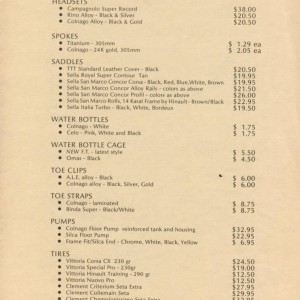 HEADSETS
Campagnolo Super Record $38.00
Rino Alloy - Black & Silver $20.50
Colnago Alloy - Black & Gold $20.50
SPOKES
Titanium - 305mm $ 1.29 ea
Colnago - 24K gold, 305mm $ 2.05 ea
SADDLES
TTT Standard Leather Cover - Black $20.50
Sella Royal Super Contour Tan $19.95
Sella San Marco Concor Cona - Black, Red, Blue, White, Brown $19.95
Sella San Marco Concor Alloy Rails - colors as above $21.95
Sella San Marco Concor Profil - colors as above $26.00
Sella San Marco Rolls, 14 Karat Frame by Hinault - Brown/Black $22.95
Sella Italia Turbo - Black, White, Bordeux $19.50
WATER BOTTLES
Colnago - White $ 1.75
Celo - Pink, White and Black $ 1.75
WATER BOTTLE CAGE
NEW F.T. - latest style $ 5.50
Omas - Black $ 4.50
TOE CLIPS
A.L.E. alloy - Black $ 6.00
Colnago alloy - Black, Silver, Gold $ 6.00
TOE STRAPS
Colnago - laminated $ 8.75
Binda Super - Black/White $ 8.75
PUMPS
Colnago Floor Pump reinforced tank and housing $32.95
Silca Floor Pump $32.95
Frame Fit/Silca End - Chrome, White, Black, Yellow $ 6.95
TIRES
Vittoria Corsa CX 230 gr $24.50
Vittoria Special Pro - 230gr $19.00
Vittoria Hinault Training - 290 gr $12.50
Vittoria Nuovo Pro $12.50
Clement Criterium Seta Extra $36.95
Clement Criterium Seta $32.95